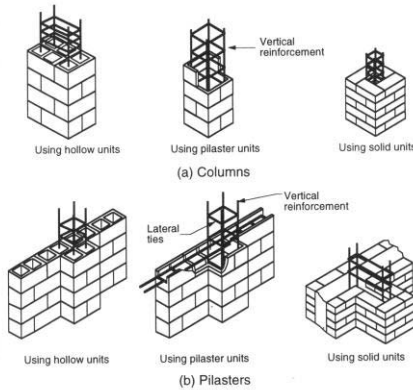 Vertical
reinforcement
Using hollow units
Using pilaster units
Using solid units
(a) Columns
Vertical
reinforcement
Lateral
ties
Using hollow units
Using pilaster units
Using solid units
(b) Pilasters